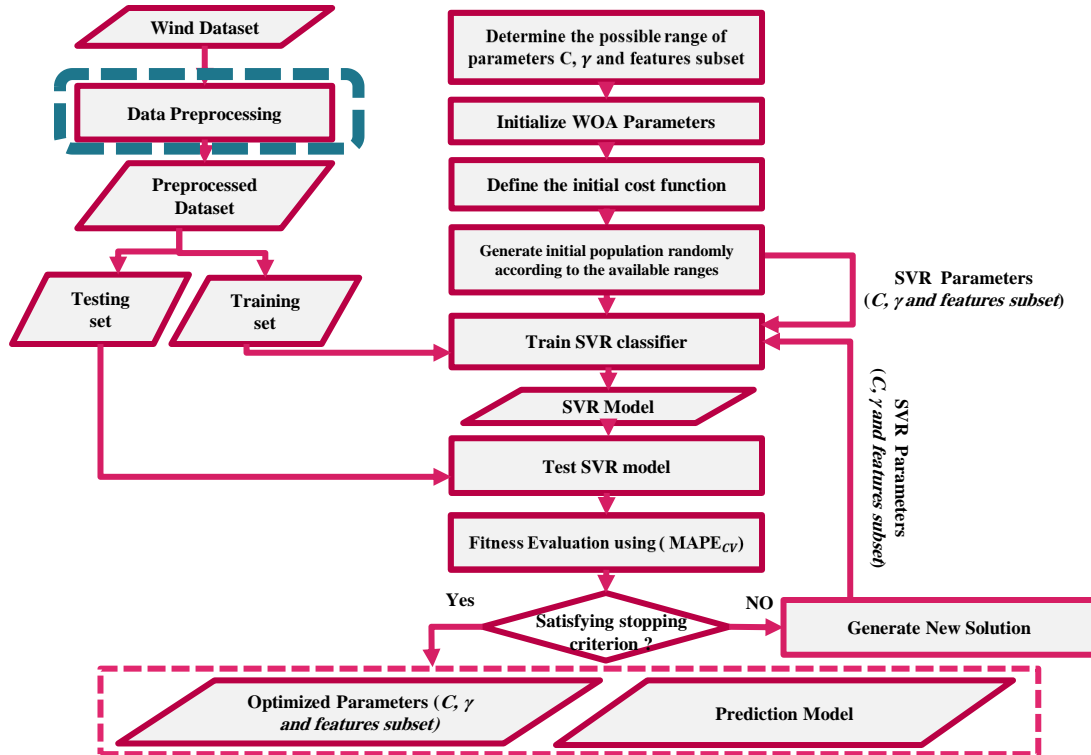 Wind Dataset
Data Preprocessing
Preprocessed
Dataset
Testing
set
Training
set
Determine the possible range of
parameters C, γ and features subset
Initialize WOA Parameters
Define the initial cost function
Generate initial population randomly
according to the available ranges
SVR Parameters
(C, γ and features subset)
Train SVR classifier
SVR Model
Test SVR model
SVR Parameters
(C, γ and features subset)
Fitness Evaluation using ( MAPE_CV)
Yes
Satisfying stopping
criterion ?
NO
Generate New Solution
Optimized Parameters (C, γ
and features subset)
Prediction Model